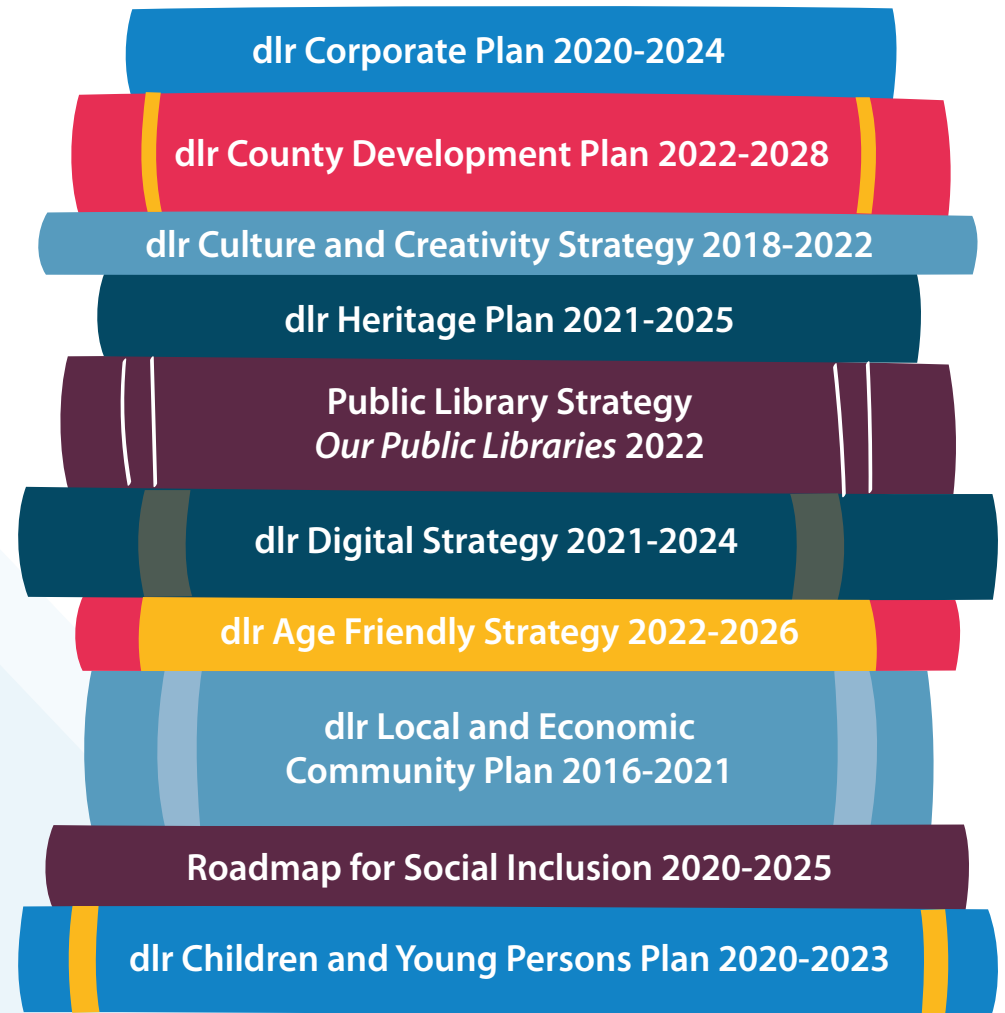 dlr Corporate Plan 2020-2024
dlr County Development Plan 2022-2028
dlr Culture and Creativity Strategy 2018-2022
dlr Heritage Plan 2021-2025
Public Library Strategy
Our Public Libraries 2022
dlr Digital Strategy 2021-2024
dlr Age Friendly Strategy 2022-2026
dlr Local and Economic
Community Plan 2016-2021
Roadmap for Social Inclusion 2020-2025
dlr Children and Young Persons Plan 2020-2023